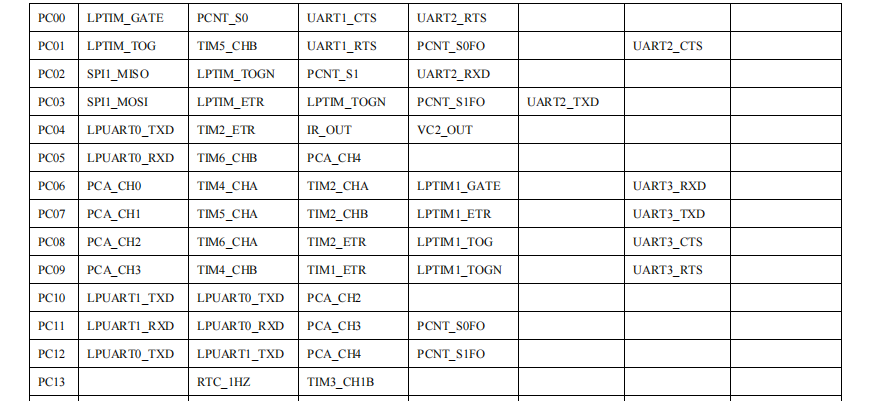 PC00 LPTIM_GATE PCNT_S0 UART1_CTS UART2_RTS
PC01 LPTIM_TOG TIM5_CHB UART1_RTS PCNT_S0FO UART2_CTS
PC02 SPI1_MISO LPTIM_TOGN PCNT_S1 UART2_RXD
PC03 SPI1_MOSI LPTIM_ETR LPTIM_TOGN PCNT_S1FO UART2_TXD
PC04 LPUART0_TXD TIM2_ETR IR_OUT VC2_OUT
PC05 LPUART0_RXD TIM6_CHB PCA_CH4
PC06 PCA_CH0 TIM4_CHA TIM2_CHA LPTIM1_GATE UART3_RXD
PC07 PCA_CH1 TIM5_CHA TIM2_CHB LPTIM1_ETR UART3_TXD
PC08 PCA_CH2 TIM6_CHA TIM2_ETR LPTIM1_TOG UART3_CTS
PC09 PCA_CH3 TIM4_CHB TIM1_ETR LPTIM1_TOGN UART3_RTS
PC10 LPUART1_TXD LPUART0_TXD PCA_CH2
PC11 LPUART1_RXD LPUART0_RXD PCA_CH3 PCNT_S0FO
PC12 LPUART0_TXD LPUART1_TXD PCA_CH4 PCNT_S1FO
PC13 RTC_1HZ TIM3_CH1B